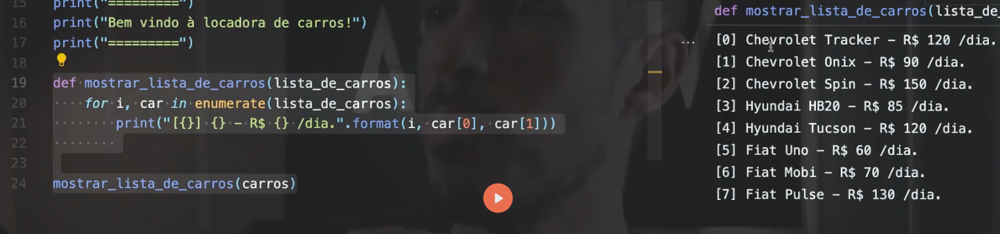 15 print("=========")
16 print("Bem vindo à locadora de carros!")
17 print("=========")
18
19 def mostrar_lista_de_carros(lista_de_carros):
20 for i, car in enumerate(lista_de_carros):
21 print("[{}] {} - R$ {} /dia.".format(i, car[0], car[1]))
22
23
24 mostrar_lista_de_carros(carros)
def mostrar_lista_de_carros(lista_de_
[0] Chevrolet Tracker - R$ 120 /dia.
[1] Chevrolet Onix - R$ 90 /dia.
[2] Chevrolet Spin - R$ 150 /dia.
[3] Hyundai HB20 - R$ 85 /dia.
[4] Hyundai Tucson - R$ 120 /dia.
[5] Fiat Uno - R$ 60 /dia.
[6] Fiat Mobi - R$ 70 /dia.
[7] Fiat Pulse - R$ 130 /dia.